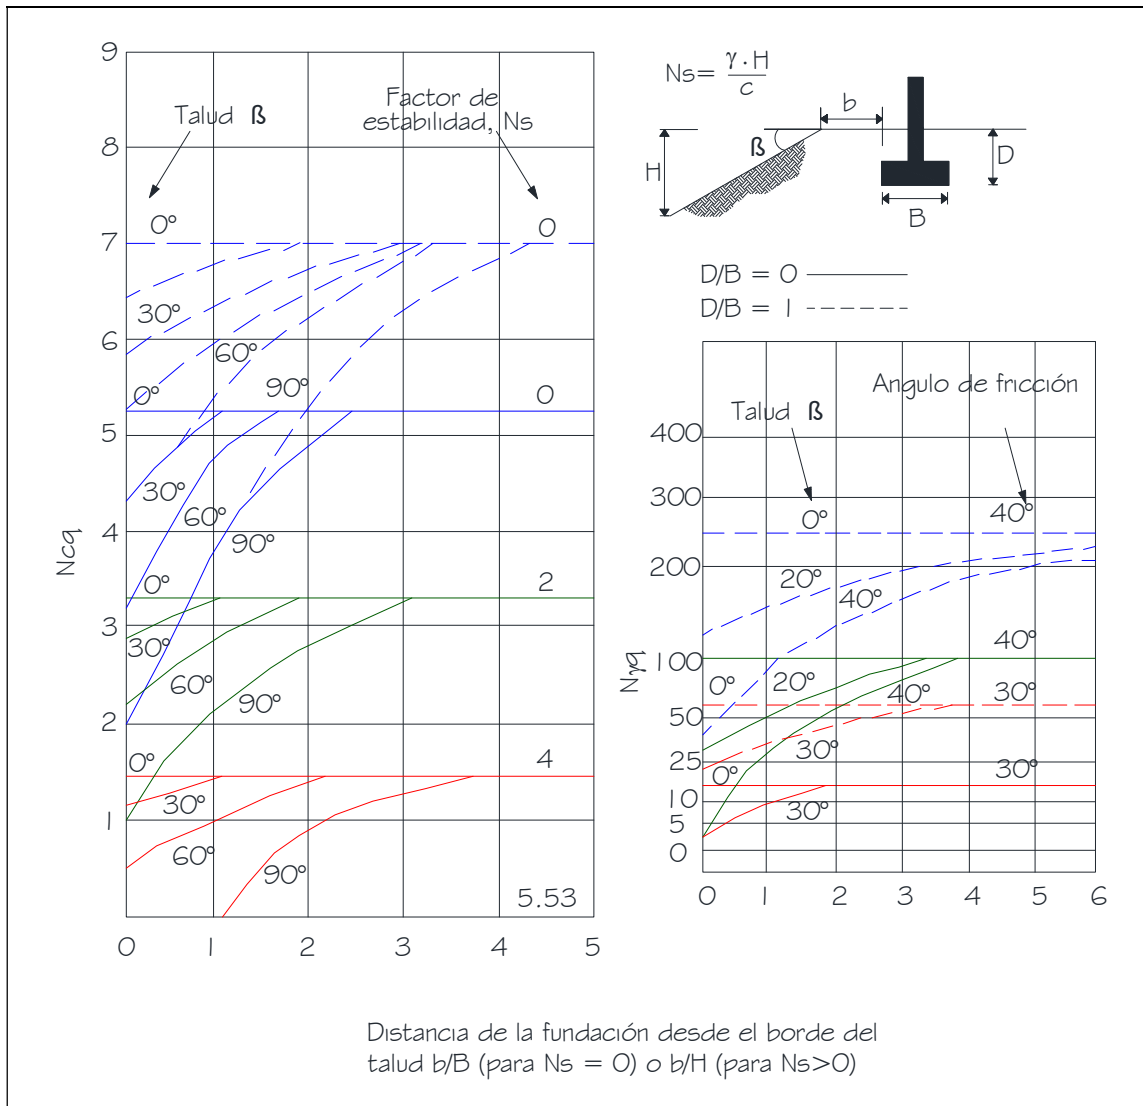 9
8
7
6
5
4
3
2
1
Ncq
Talud ß
Factor de
estabilidad, Ns
0°
0
30°
60°
90°
0°
0
30°
60°
90°
0°
2
30°
60°
90°
0°
4
30°
60°
90°
5.53
0 1 2 3 4 5
Ns= γ.H
c
b
ß
H
D
B
D/B = 0
D/B = 1
Angulo de fricción
Talud ß
400
300
200
100
50
25
10
5
0
Nγq
0°
40°
20°
40°
40°
0°
20°
40°
30°
0°
30°
30°
30°
0 1 2 3 4 5 6
Distancia de la fundación desde el borde del
talud b/B (para Ns = 0) o b/H (para Ns>0)